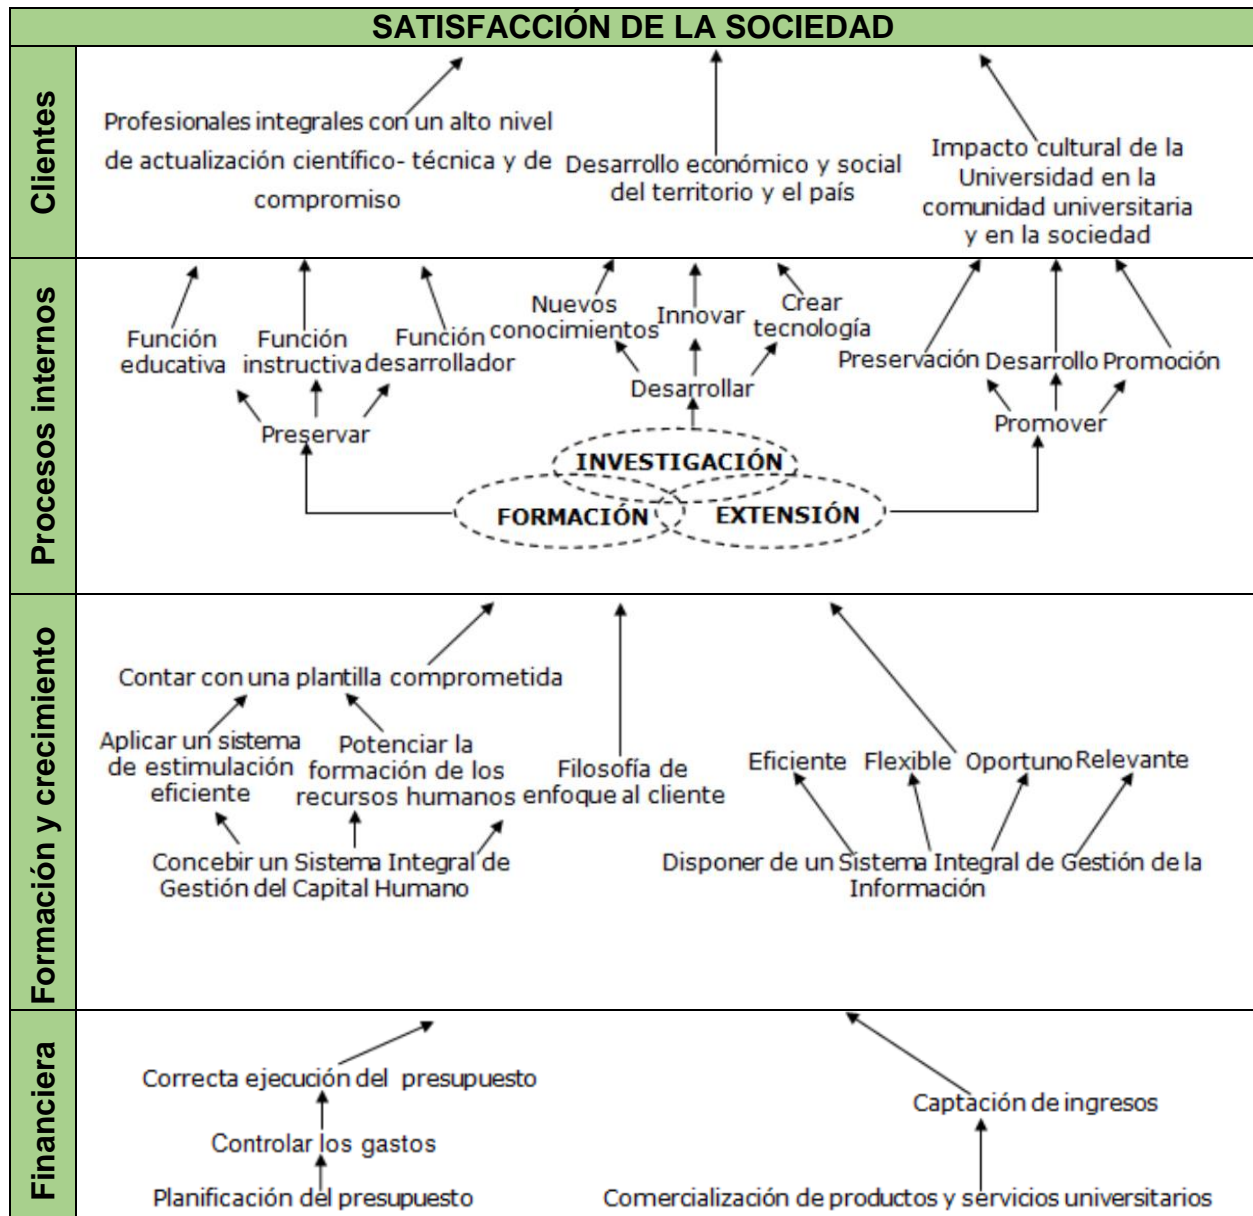 SATISFACCIÓN DE LA SOCIEDAD
Clientes
Profesionales integrales con un alto nivel
de actualización científico- técnica y de
compromiso
Desarrollo económico y social
del territorio y el país
Impacto cultural de la
Universidad en la
comunidad universitaria
y en la sociedad
Procesos internos
Función
educativa
Función
instructiva
Función
desarrollador
Preservar
Nuevos
conocimientos
Innovar
Crear
tecnología
Desarrollar
Preservación
Desarrollo
Promoción
Promover
INVESTIGACIÓN
FORMACIÓN
EXTENSIÓN
Formación y crecimiento
Contar con una plantilla comprometida
Aplicar un sistema
de estimulación
eficiente
Potenciar la
formación de los
recursos humanos
Filosofía de
enfoque al cliente
Concebir un Sistema Integral de
Gestión del Capital Humano
Eficiente
Flexible
Oportuno
Relevante
Disponer de un Sistema Integral de Gestión de la
Información
Financiera
Correcta ejecución del presupuesto
Controlar los gastos
Planificación del presupuesto
Captación de ingresos
Comercialización de productos y servicios universitarios